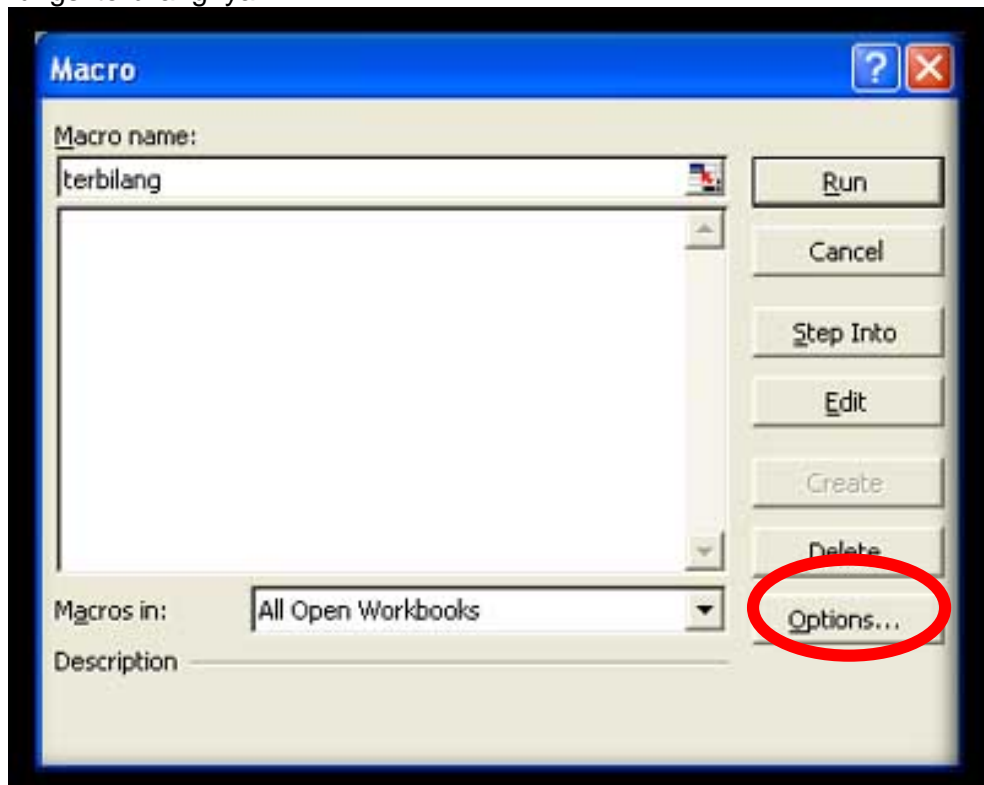 Macro
Macro name:
terbilang
Run
Cancel
Step Into
Edit
Create
Delete
Macros in:
All Open Workbooks
Options...
Description